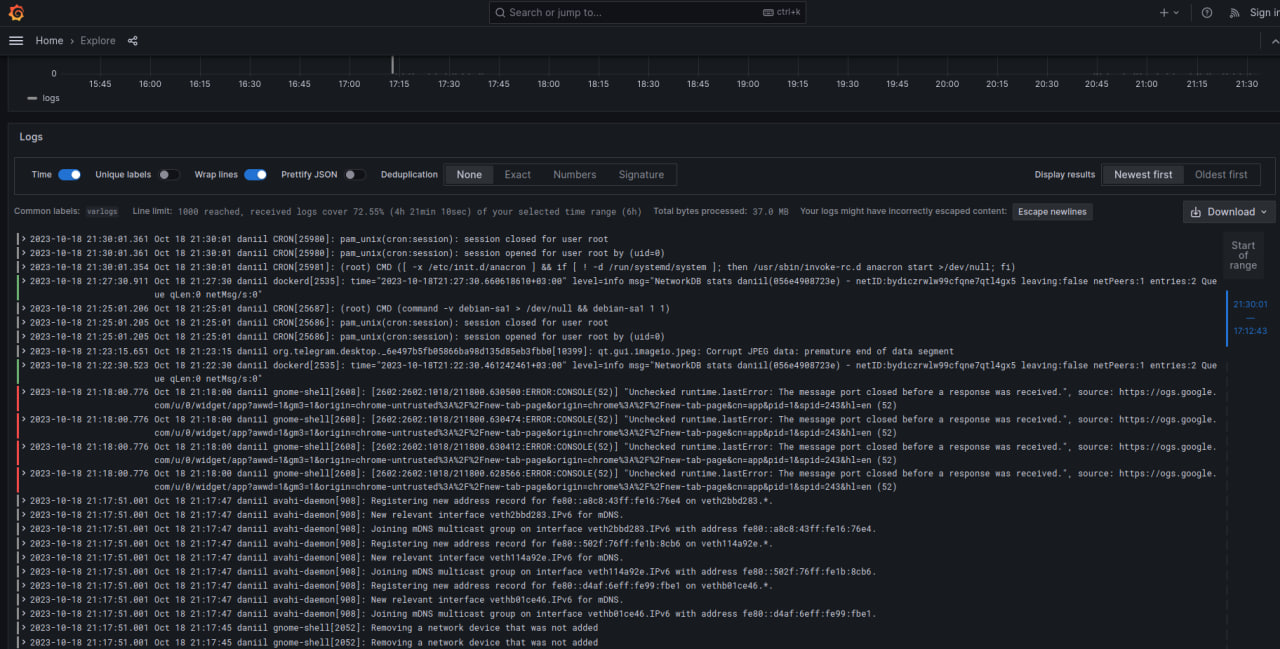 Search or jump to...
ctrl+k
Sign in
Home › Explore
0
15:45 16:00 16:15 16:30 16:45 17:00 17:15 17:30 17:45 18:00 18:15 18:30 18:45 19:00 19:15 19:30 19:45 20:00 20:15 20:30 20:45 21:00 21:15 21:30
logs
Logs
Time Unique labels Wrap lines Prettify JSON Deduplication None Exact Numbers Signature Display results Newest first Oldest first
Common labels: varlogs Line limit: 1000 reached, received logs cover 72.55% (4h 21min 10sec) of your selected time range (6h) Total bytes processed: 37.0 MB Your logs might have incorrectly escaped content: Escape newlines Download
> 2023-10-18 21:30:01.361 Oct 18 21:30:01 daniil CRON[25980]: pam_unix(cron:session): session closed for user root
> 2023-10-18 21:30:01.361 Oct 18 21:30:01 daniil CRON[25980]: pam_unix(cron:session): session opened for user root by (uid=0)
> 2023-10-18 21:30:01.354 Oct 18 21:30:01 daniil CRON[25981]: (root) CMD ([ -x /etc/init.d/anacron ] && if [ ! -d /run/systemd/system ]; then /usr/sbin/invoke-rc.d anacron start >/dev/null; fi)
> 2023-10-18 21:27:30.911 Oct 18 21:27:30 daniil dockerd[2535]: time="2023-10-18T21:27:30.660618610+03:00" level=info msg="NetworkDB stats daniil(056e4908723e) - netID:bydiczrwlw99cfqne7qtl4gx5 leaving:false netPeers:1 entries:2 Que
ue qLen:0 netMsg/s:0"
> 2023-10-18 21:25:01.206 Oct 18 21:25:01 daniil CRON[25687]: (root) CMD (command -v debian-sa1 > /dev/null && debian-sa1 1 1)
> 2023-10-18 21:25:01.205 Oct 18 21:25:01 daniil CRON[25686]: pam_unix(cron:session): session closed for user root
> 2023-10-18 21:25:01.205 Oct 18 21:25:01 daniil CRON[25686]: pam_unix(cron:session): session opened for user root by (uid=0)
> 2023-10-18 21:23:15.651 Oct 18 21:23:15 daniil org.telegram.desktop._6e497b5fb05866ba98d135d85eb3fbb0[10399]: qt.gui.imageio.jpeg: Corrupt JPEG data: premature end of data segment
> 2023-10-18 21:22:30.523 Oct 18 21:22:30 daniil dockerd[2535]: time="2023-10-18T21:22:30.461242461+03:00" level=info msg="NetworkDB stats daniil(056e4908723e) - netID:bydiczrwlw99cfqne7qtl4gx5 leaving:false netPeers:1 entries:2 Que
ue qLen:0 netMsg/s:0"
> 2023-10-18 21:18:00.776 Oct 18 21:18:00 daniil gnome-shell[2608]: [2602:2602:1018/211800.630500:ERROR:CONSOLE(52)] "Unchecked runtime.lastError: The message port closed before a response was received.", source: https://ogs.google.
com/u/0/widget/app?awwd=1&gm3=1&origin=chrome-untrusted%3A%2F%2Fnew-tab-page&origin=chrome%3A%2F%2Fnew-tab-page&cn=app&pid=1&spid=243&hl=en (52)
> 2023-10-18 21:18:00.776 Oct 18 21:18:00 daniil gnome-shell[2608]: [2602:2602:1018/211800.630474:ERROR:CONSOLE(52)] "Unchecked runtime.lastError: The message port closed before a response was received.", source: https://ogs.google.
com/u/0/widget/app?awwd=1&gm3=1&origin=chrome-untrusted%3A%2F%2Fnew-tab-page&origin=chrome%3A%2F%2Fnew-tab-page&cn=app&pid=1&spid=243&hl=en (52)
> 2023-10-18 21:18:00.776 Oct 18 21:18:00 daniil gnome-shell[2608]: [2602:2602:1018/211800.630412:ERROR:CONSOLE(52)] "Unchecked runtime.lastError: The message port closed before a response was received.", source: https://ogs.google.
com/u/0/widget/app?awwd=1&gm3=1&origin=chrome-untrusted%3A%2F%2Fnew-tab-page&origin=chrome%3A%2F%2Fnew-tab-page&cn=app&pid=1&spid=243&hl=en (52)
> 2023-10-18 21:18:00.776 Oct 18 21:18:00 daniil gnome-shell[2608]: [2602:2602:1018/211800.628566:ERROR:CONSOLE(52)] "Unchecked runtime.lastError: The message port closed before a response was received.", source: https://ogs.google.
com/u/0/widget/app?awwd=1&gm3=1&origin=chrome-untrusted%3A%2F%2Fnew-tab-page&origin=chrome%3A%2F%2Fnew-tab-page&cn=app&pid=1&spid=243&hl=en (52)
> 2023-10-18 21:17:51.001 Oct 18 21:17:47 daniil avahi-daemon[908]: Registering new address record for fe80::a8c8:43ff:fe16:76e4 on veth2bbd283.*.
> 2023-10-18 21:17:51.001 Oct 18 21:17:47 daniil avahi-daemon[908]: New relevant interface veth2bbd283.IPv6 for mDNS.
> 2023-10-18 21:17:51.001 Oct 18 21:17:47 daniil avahi-daemon[908]: Joining mDNS multicast group on interface veth2bbd283.IPv6 with address fe80::a8c8:43ff:fe16:76e4.
> 2023-10-18 21:17:51.001 Oct 18 21:17:47 daniil avahi-daemon[908]: Registering new address record for fe80::502f:76ff:fe1b:8cb6 on veth114a92e.*.
> 2023-10-18 21:17:51.001 Oct 18 21:17:47 daniil avahi-daemon[908]: New relevant interface veth114a92e.IPv6 for mDNS.
> 2023-10-18 21:17:51.001 Oct 18 21:17:47 daniil avahi-daemon[908]: Joining mDNS multicast group on interface veth114a92e.IPv6 with address fe80::502f:76ff:fe1b:8cb6.
> 2023-10-18 21:17:51.001 Oct 18 21:17:47 daniil avahi-daemon[908]: Registering new address record for fe80::d4af:6eff:fe99:fbe1 on vethb01ce46.*.
> 2023-10-18 21:17:51.001 Oct 18 21:17:47 daniil avahi-daemon[908]: New relevant interface vethb01ce46.IPv6 for mDNS.
> 2023-10-18 21:17:51.001 Oct 18 21:17:47 daniil avahi-daemon[908]: Joining mDNS multicast group on interface vethb01ce46.IPv6 with address fe80::d4af:6eff:fe99:fbe1.
> 2023-10-18 21:17:51.001 Oct 18 21:17:45 daniil gnome-shell[2052]: Removing a network device that was not added
> 2023-10-18 21:17:51.001 Oct 18 21:17:45 daniil gnome-shell[2052]: Removing a network device that was not added
Start
of
range
21:30:01
—
17:12:43